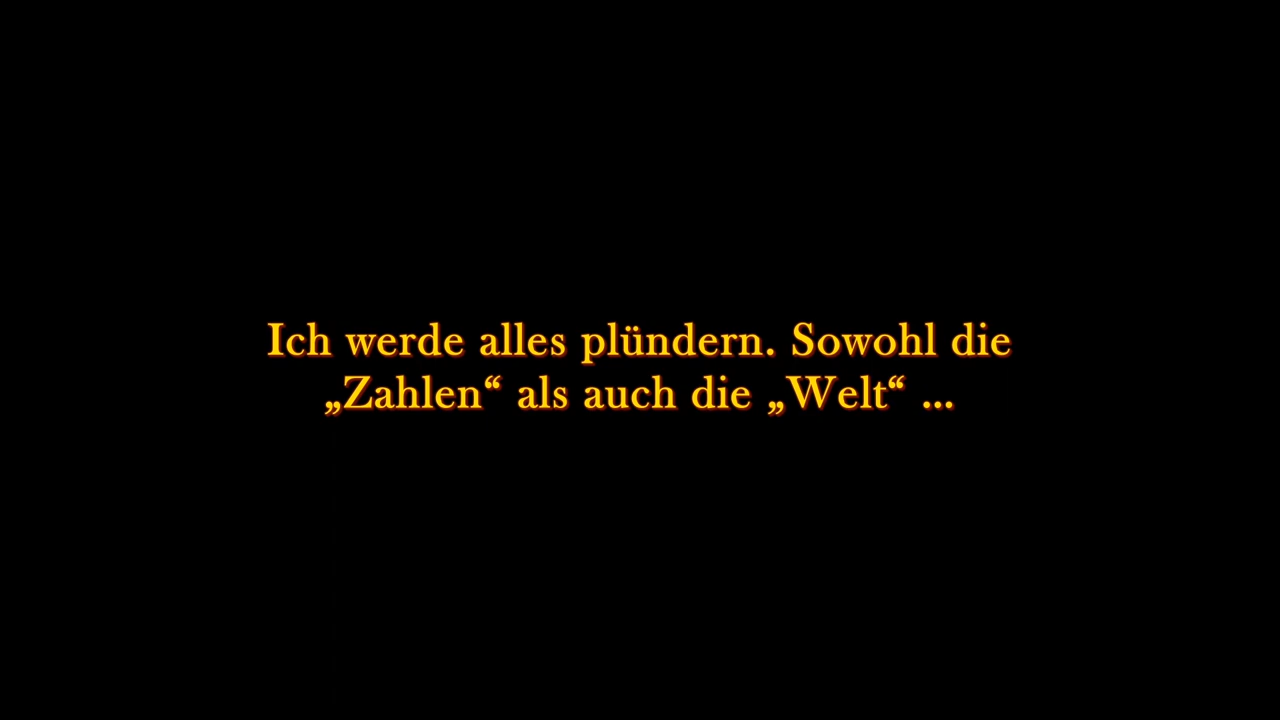 Ich werde alles plündern. Sowohl die
„Zahlen“ als auch die „Welt“ ...